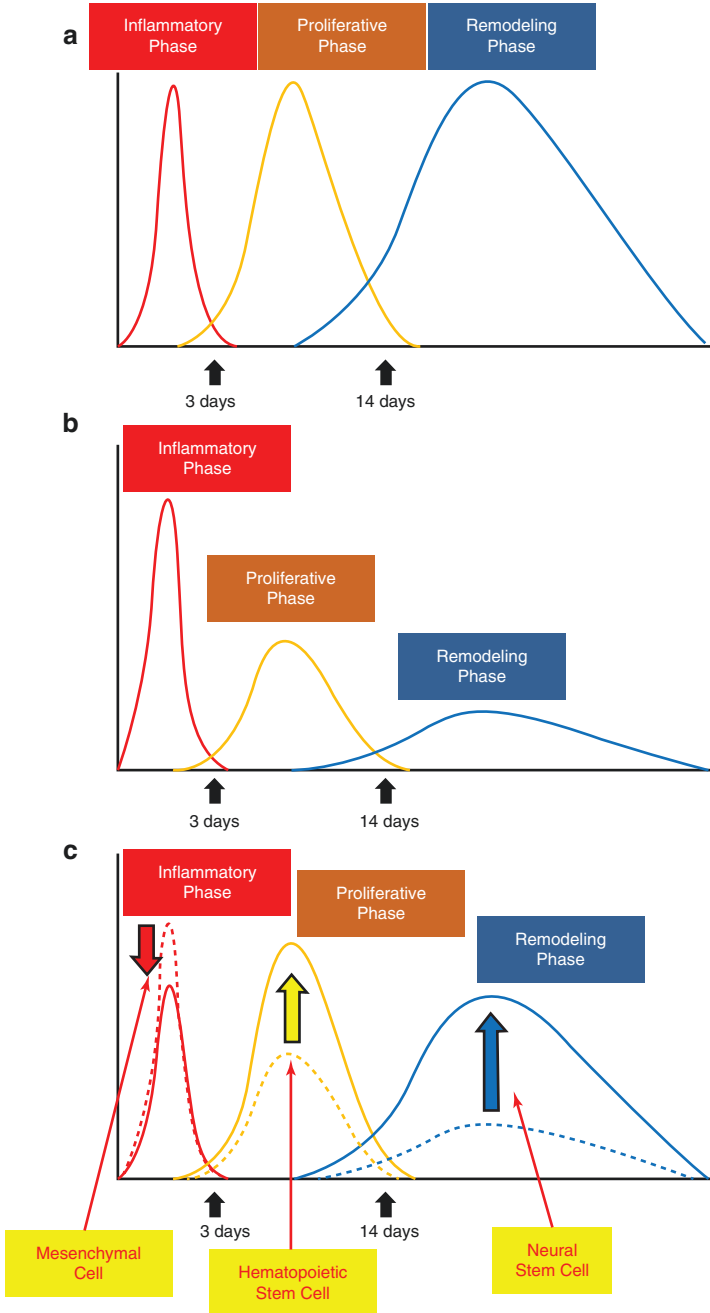 a
Inflammatory
Phase
Proliferative
Phase
Remodeling
Phase
3 days
14 days
b
Inflammatory
Phase
Proliferative
Phase
Remodeling
Phase
3 days
14 days
c
Inflammatory
Phase
Proliferative
Phase
Remodeling
Phase
3 days
14 days
Mesenchymal
Cell
Hematopoietic
Stem Cell
Neural
Stem Cell